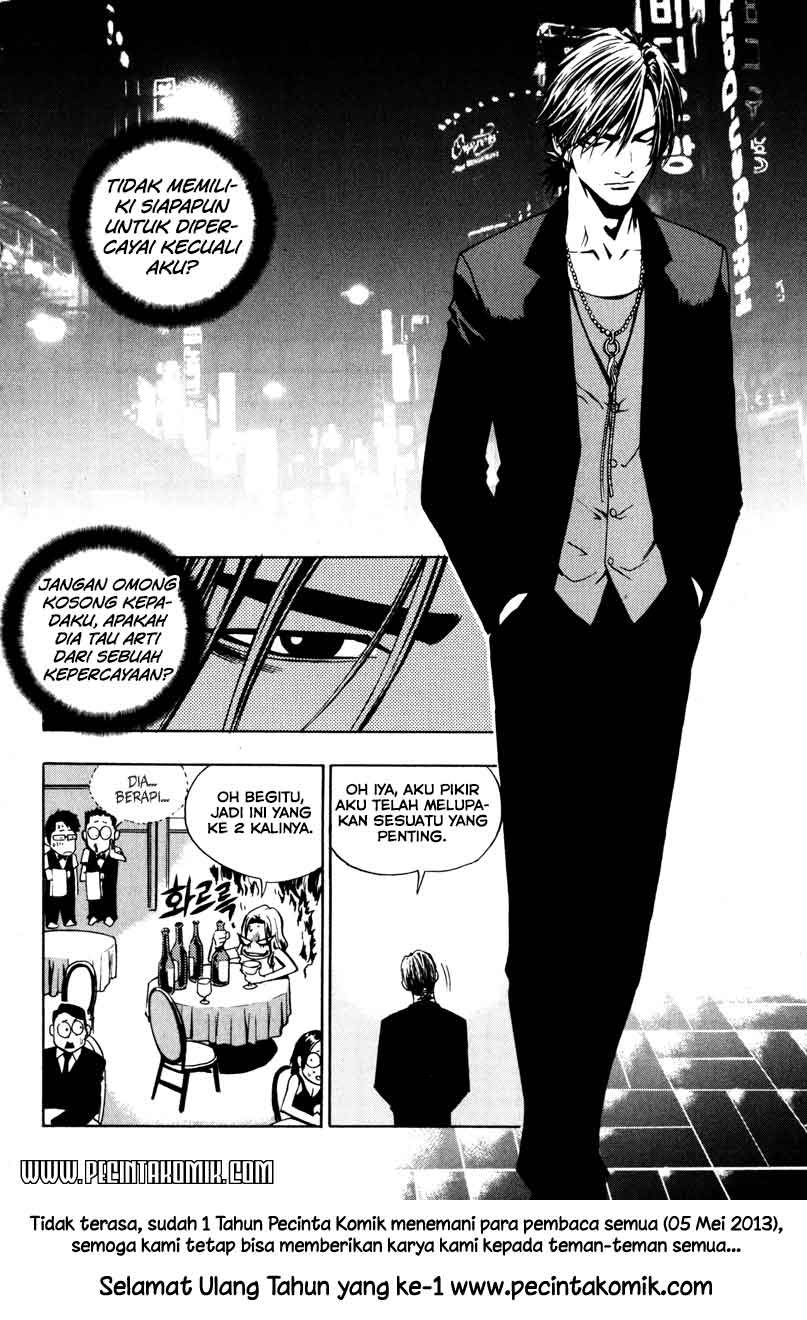 TIDAK MEMILI-
KI SIAPAPUN
UNTUK DIPER-
CAYAI KECUALI
AKU?
JANGAN OMONG
KOSONG KEPA-
DAKU, APAKAH
DIA TAU ARTI
DARI SEBUAH
KEPERCAYAAN?
DIA...
BERAPI...
OH BEGITU,
JADI INI YANG
KE 2 KALINYA.
화르륵
OH IYA, AKU PIKIR
AKU TELAH MELUPA-
KAN SESUATU YANG
PENTING.
WWW.PECINTAKOMIK.COM
Tidak terasa, sudah 1 Tahun Pecinta Komik menemani para pembaca semua (05 Mei 2013),
semoga kami tetap bisa memberikan karya kami kepada teman-teman semua...
Selamat Ulang Tahun yang ke-1 www.pecintakomik.com